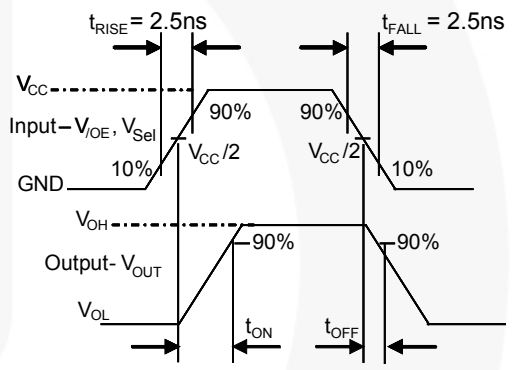 tRISE = 2.5ns
tFALL = 2.5ns
VCC
90%
90%
Input – V/OE, VSel
VCC/2
VCC/2
10%
10%
GND
VOH
90%
90%
Output- VOUT
VOL
tON
tOFF